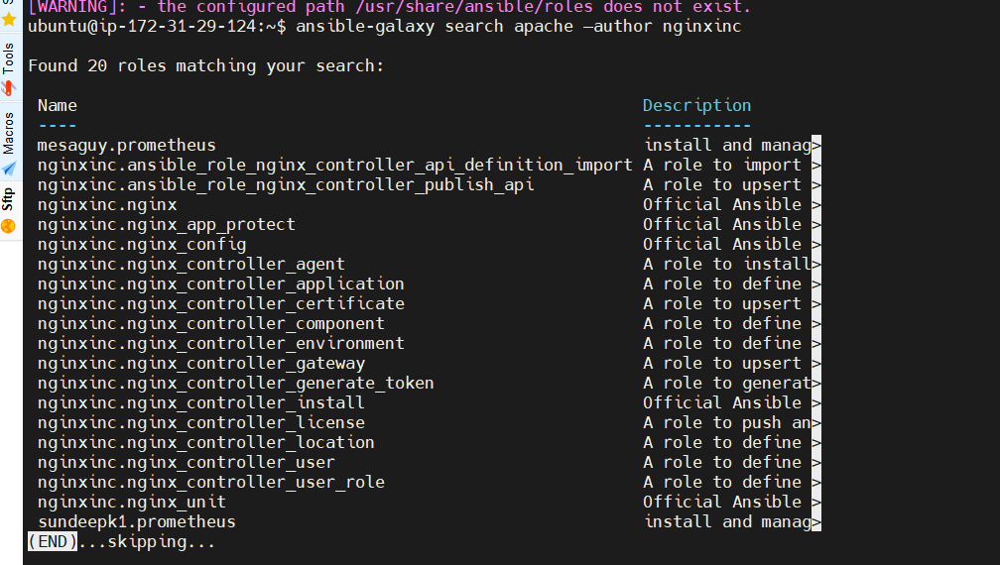 [WARNING]: - the configured path /usr/share/ansible/roles does not exist.
ubuntu@ip-172-31-29-124:~$ ansible-galaxy search apache –author nginxinc
Found 20 roles matching your search:
Name Description
---- -----------
mesaguy.prometheus install and manag>
nginxinc.ansible_role_nginx_controller_api_definition_import A role to import >
nginxinc.ansible_role_nginx_controller_publish_api A role to upsert >
nginxinc.nginx Official Ansible >
nginxinc.nginx_app_protect Official Ansible >
nginxinc.nginx_config Official Ansible >
nginxinc.nginx_controller_agent A role to install>
nginxinc.nginx_controller_application A role to define >
nginxinc.nginx_controller_certificate A role to upsert >
nginxinc.nginx_controller_component A role to define >
nginxinc.nginx_controller_environment A role to define >
nginxinc.nginx_controller_gateway A role to upsert >
nginxinc.nginx_controller_generate_token A role to generat>
nginxinc.nginx_controller_install Official Ansible >
nginxinc.nginx_controller_license A role to push an>
nginxinc.nginx_controller_location A role to define >
nginxinc.nginx_controller_user A role to define >
nginxinc.nginx_controller_user_role A role to define >
nginxinc.nginx_unit Official Ansible >
sundeepk1.prometheus install and manag>
(END)...skipping...
Tools
Macros
Sftp